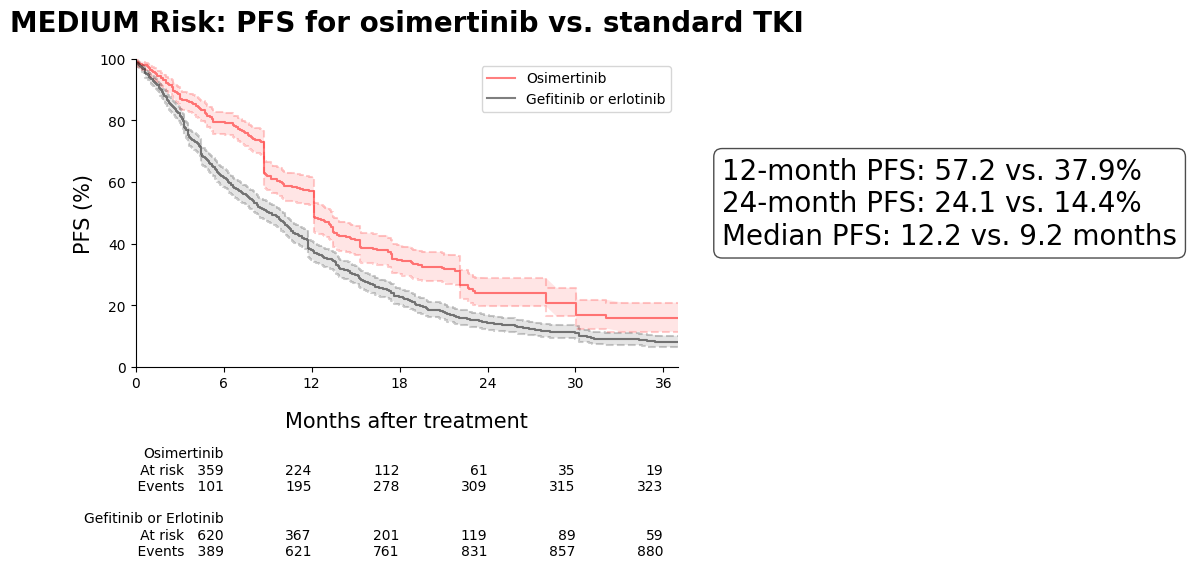 MEDIUM Risk: PFS for osimertinib vs. standard TKI
100
80
60
40
20
0
PFS (%)
Osimertinib
Gefitinib or erlotinib
12-month PFS: 57.2 vs. 37.9%
24-month PFS: 24.1 vs. 14.4%
Median PFS: 12.2 vs. 9.2 months
0 6 12 18 24 30 36
Months after treatment
Osimertinib
At risk 359 224 112 61 35 19
Events 101 195 278 309 315 323
Gefitinib or Erlotinib
At risk 620 367 201 119 89 59
Events 389 621 761 831 857 880